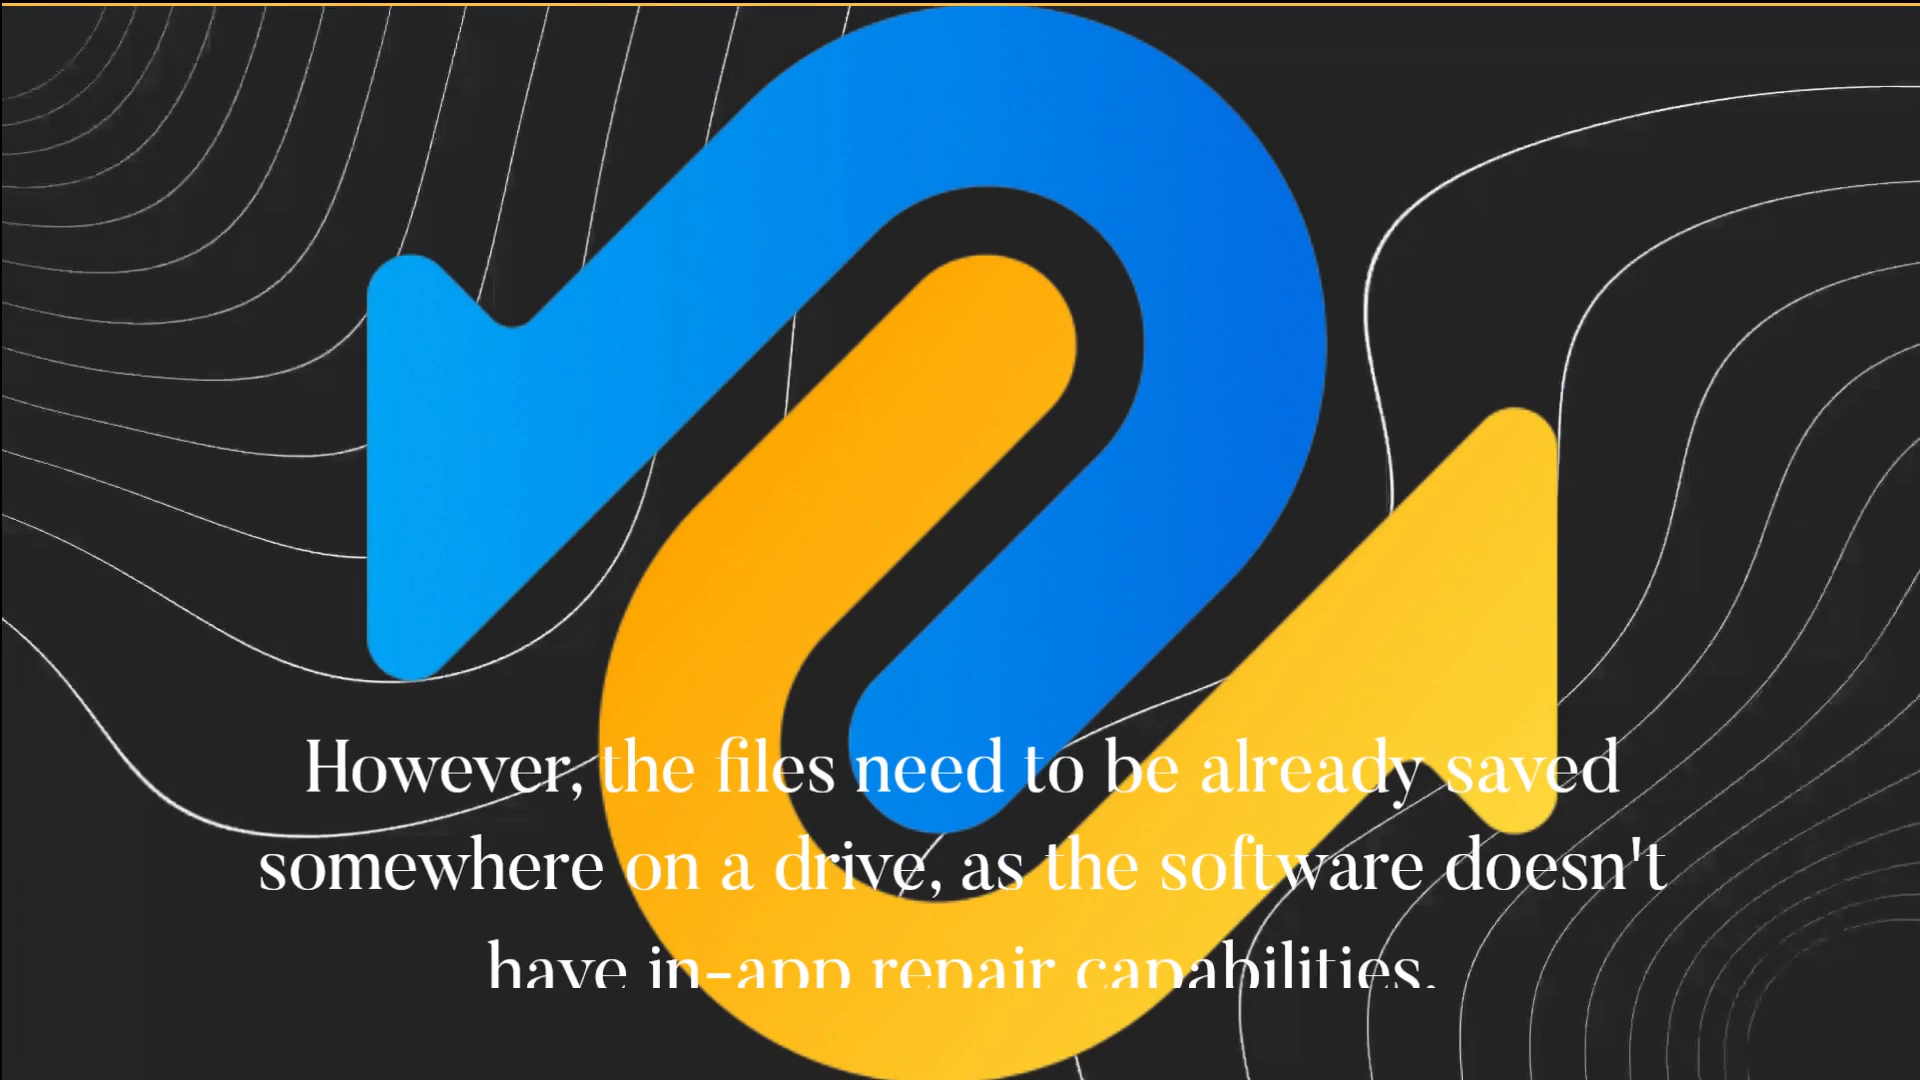 However, the files need to be already saved
somewhere on a drive, as the software doesn't
have in-app repair capabilities.